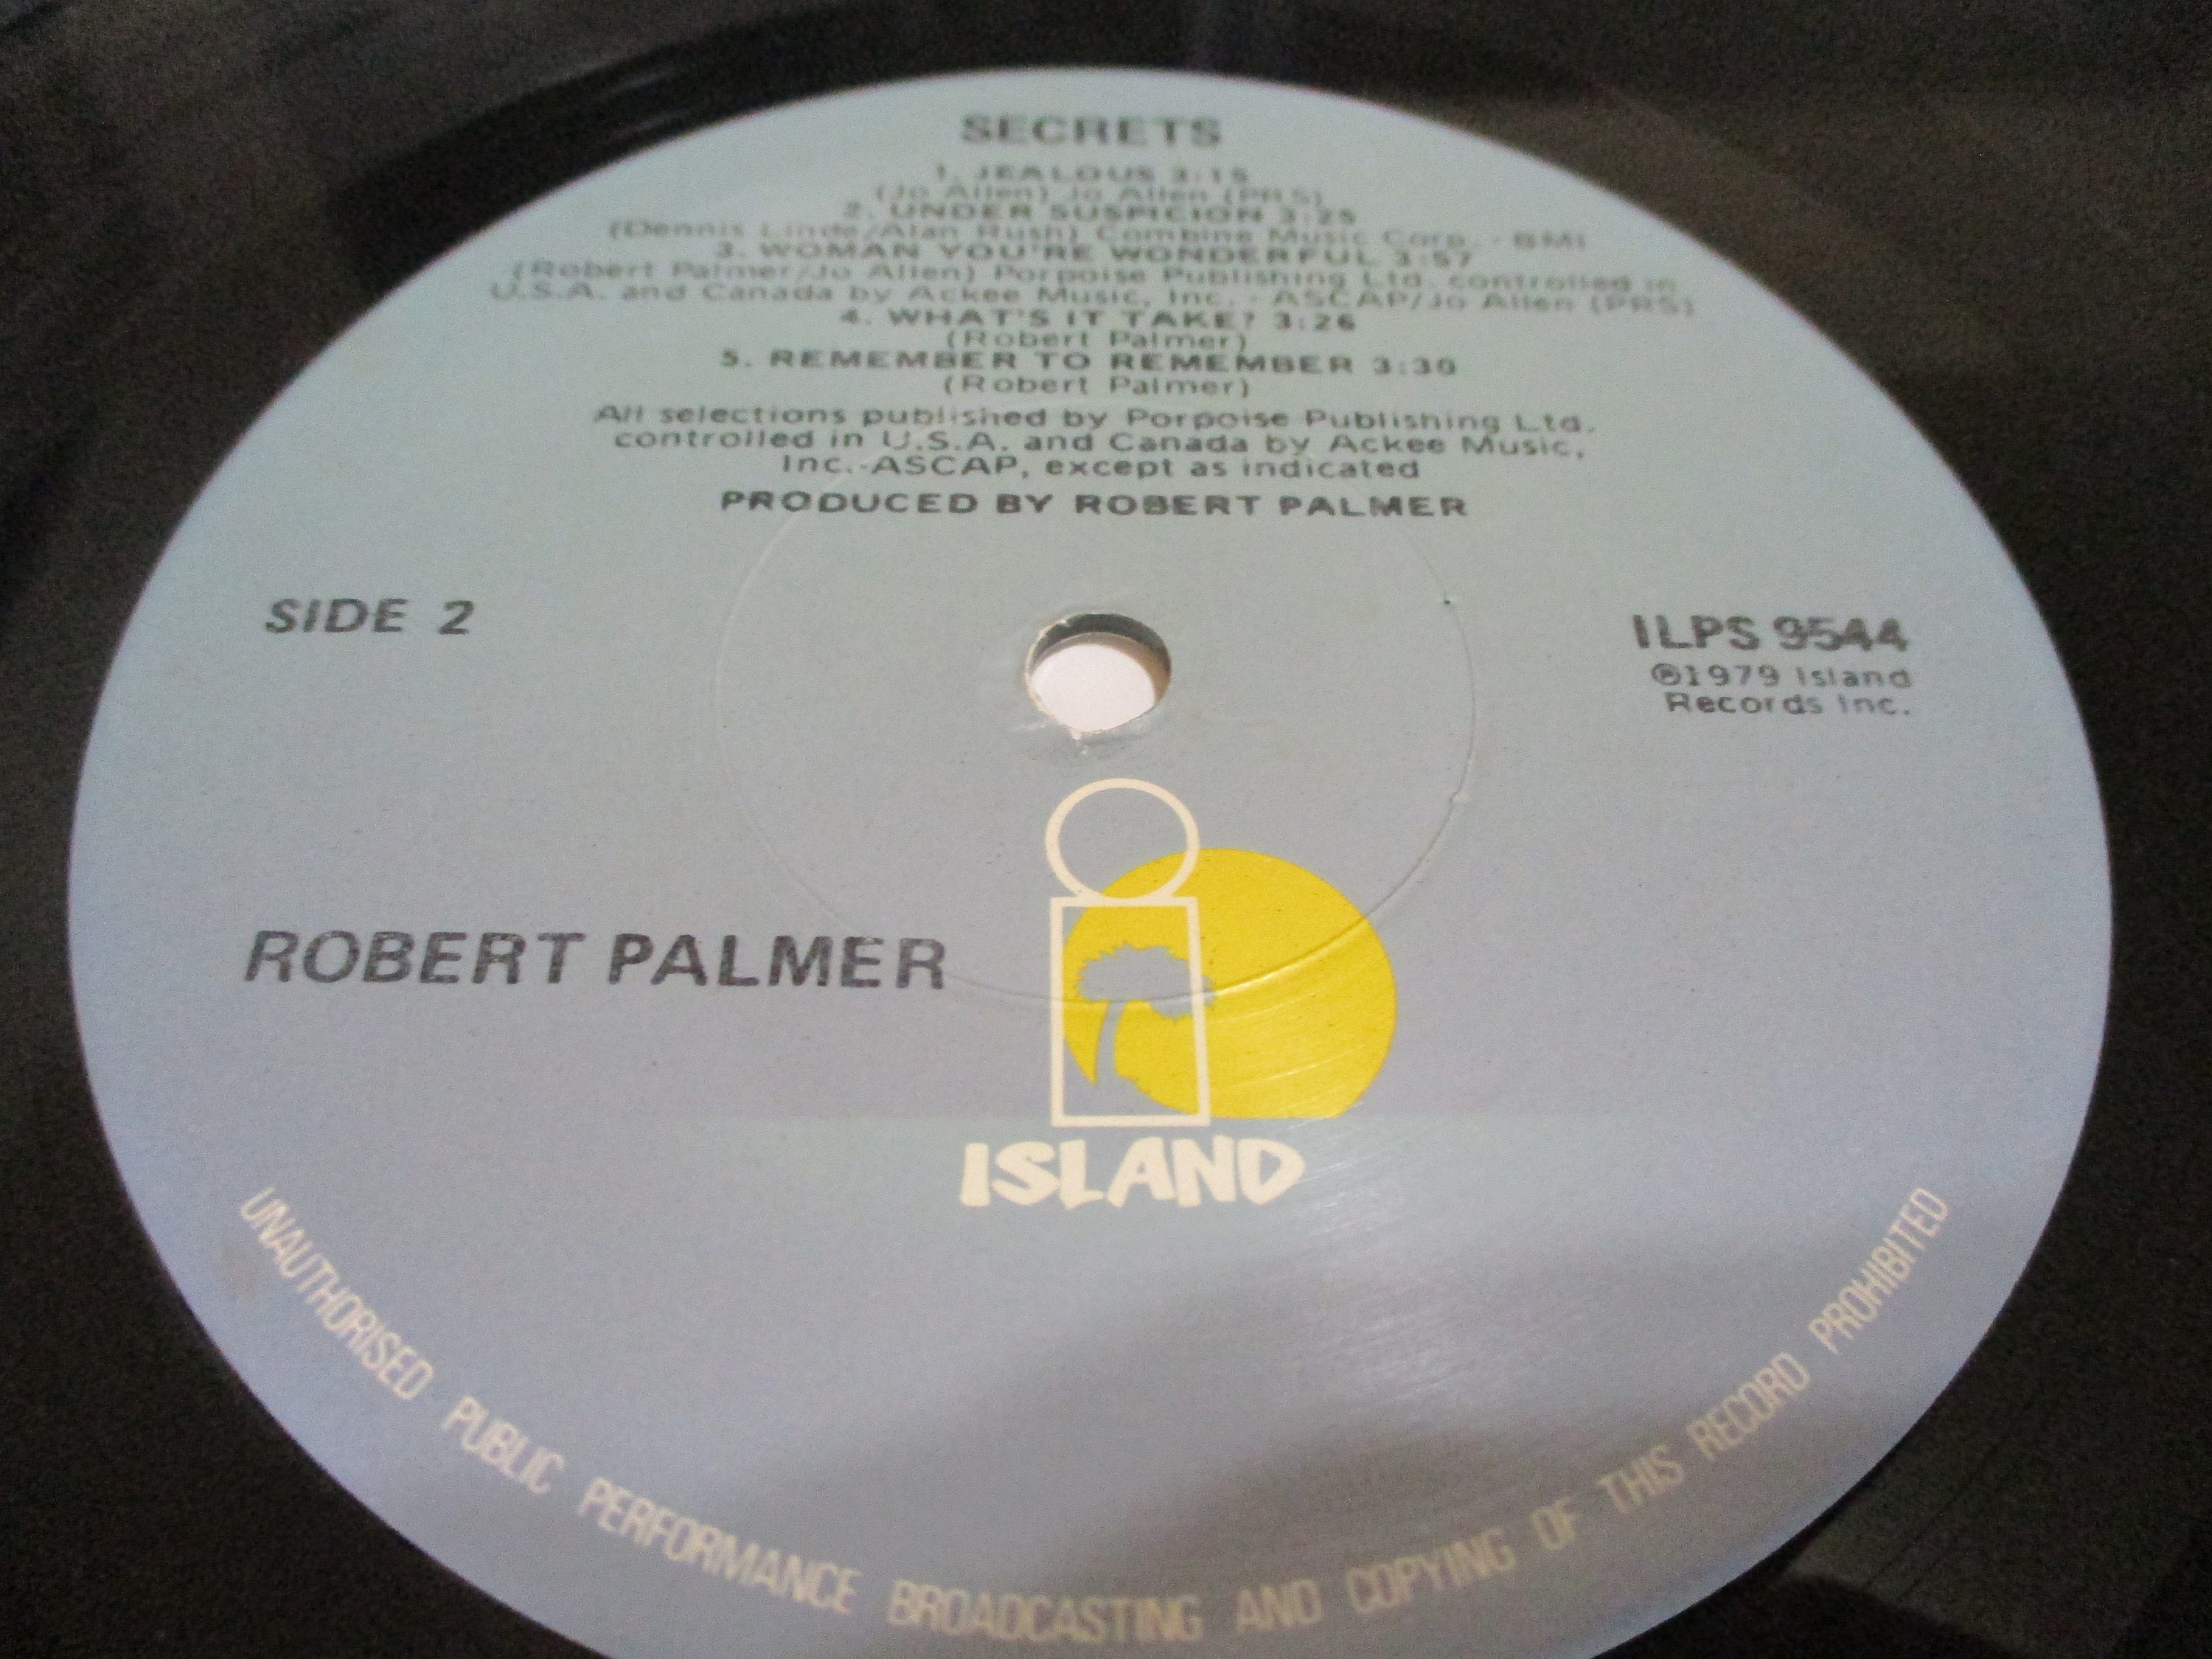 SECRETS
1. JEALOUS 3:15
(Jo Allen) Jo Allen (PRS)
2. UNDER SUSPICION 3:25
(Dennis Linde/Alan Rush) Combine Music Corp. - BMI
3. WOMAN YOU'RE WONDERFUL 3:57
(Robert Palmer/Jo Allen) Porpoise Publishing Ltd. controlled in
U.S.A. and Canada by Ackee Music, Inc. - ASCAP/Jo Allen (PRS)
4. WHAT'S IT TAKE? 3:26
(Robert Palmer)
5. REMEMBER TO REMEMBER 3:30
(Robert Palmer)
All selections published by Porpoise Publishing Ltd.
controlled in U.S.A. and Canada by Ackee Music,
Inc.-ASCAP, except as indicated
PRODUCED BY ROBERT PALMER
SIDE 2
ILPS 9544
℗1979 Island
Records Inc.
ROBERT PALMER
ISLAND
UNAUTHORISED PUBLIC PERFORMANCE BROADCASTING AND COPYING OF THIS RECORD PROHIBITED